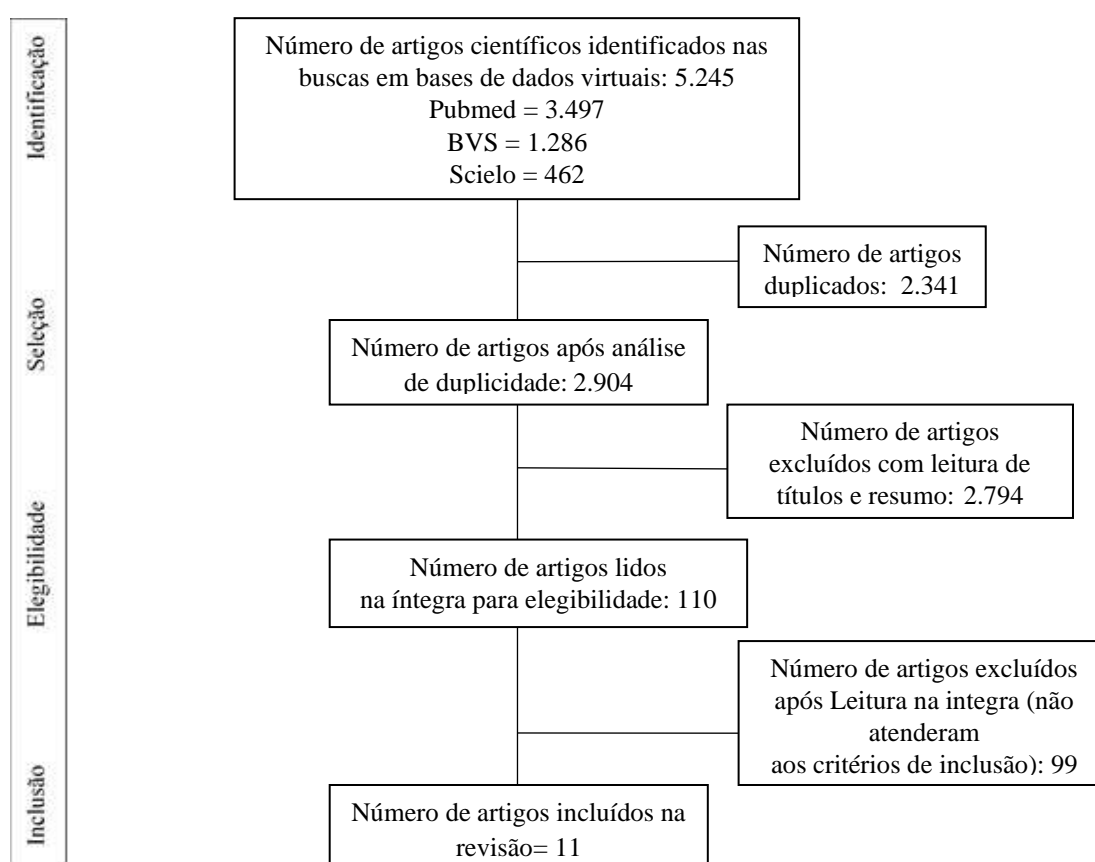 Identificação
Número de artigos científicos identificados nas
buscas em bases de dados virtuais: 5.245
Pubmed = 3.497
BVS = 1.286
Scielo = 462
Número de artigos
duplicados: 2.341
Seleção
Número de artigos após análise
de duplicidade: 2.904
Número de artigos
excluídos com leitura de
títulos e resumo: 2.794
Elegibilidade
Número de artigos lidos
na íntegra para elegibilidade: 110
Número de artigos excluídos
após Leitura na integra (não
atenderam
aos critérios de inclusão): 99
Inclusão
Número de artigos incluídos na
revisão= 11